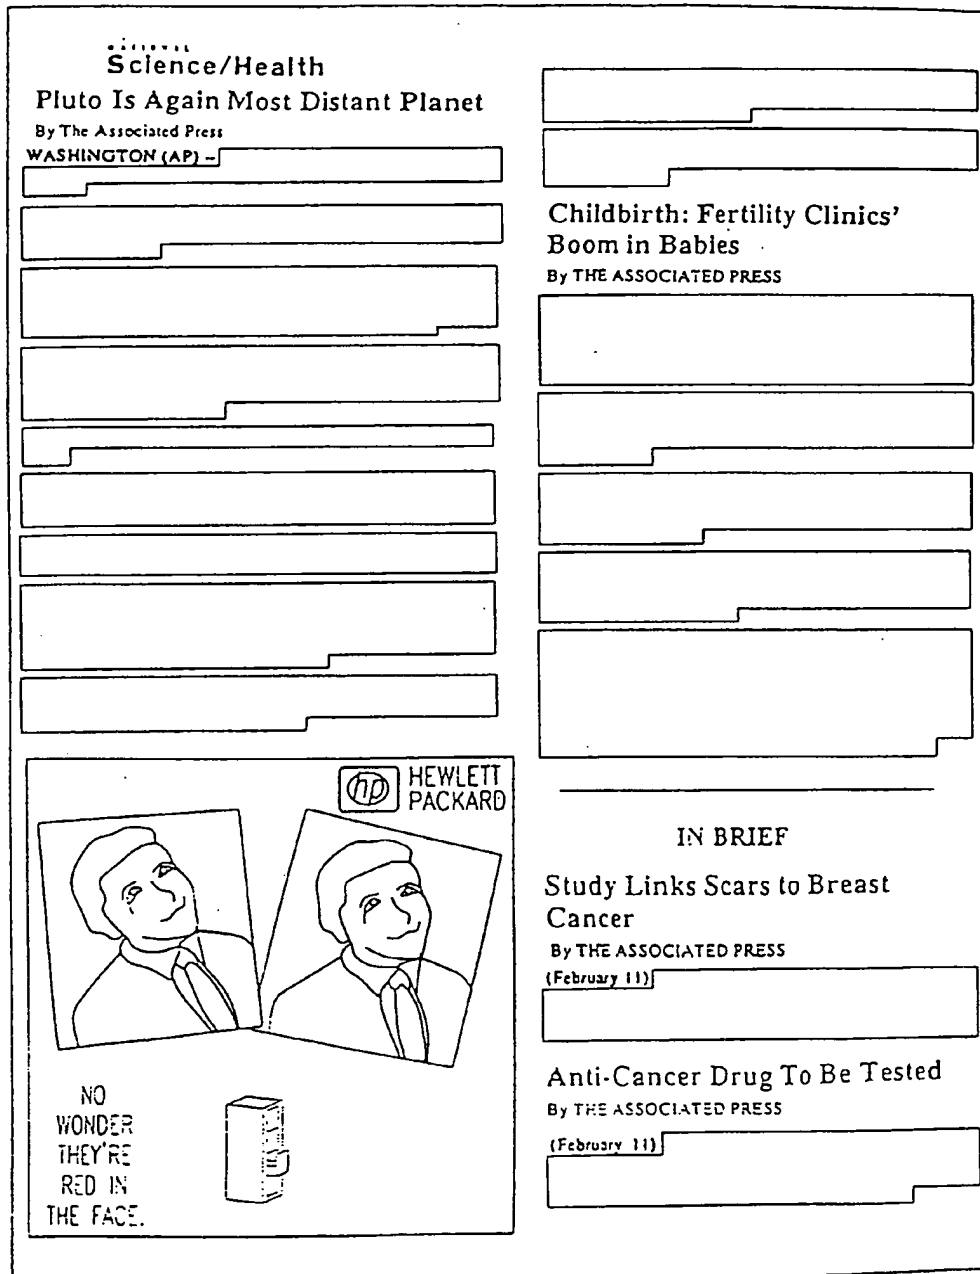 NATIONAL
Science/Health
Pluto Is Again Most Distant Planet
By The Associated Press
WASHINGTON (AP) –
hp HEWLETT
PACKARD
NO
WONDER
THEY'RE
RED IN
THE FACE.
Childbirth: Fertility Clinics'
Boom in Babies
By THE ASSOCIATED PRESS
IN BRIEF
Study Links Scars to Breast
Cancer
By THE ASSOCIATED PRESS
(February 11)
Anti-Cancer Drug To Be Tested
By THE ASSOCIATED PRESS
(February 11)